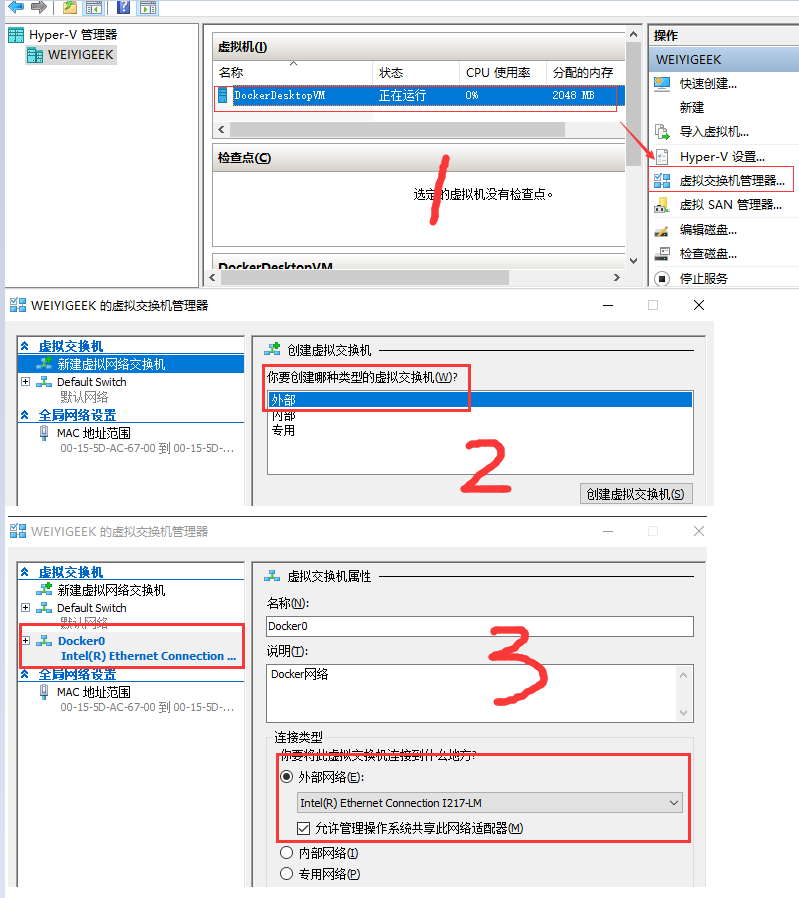 Hyper-V 管理器
WEIYIGEEK
虚拟机(I)
名称
状态
CPU 使用率
分配的内存
DockerDesktopVM
正在运行
0%
2048 MB
检查点(C)
选定的虚拟机没有检查点。
DockerDesktopVM
1
操作
WEIYIGEEK
快速创建...
新建
导入虚拟机...
Hyper-V 设置...
虚拟交换机管理器...
虚拟 SAN 管理器...
编辑磁盘...
检查磁盘...
停止服务
WEIYIGEEK 的虚拟交换机管理器
虚拟交换机
新建虚拟网络交换机
Default Switch
默认网络
全局网络设置
MAC 地址范围
00-15-5D-AC-67-00 到 00-15-5D-...
创建虚拟交换机
你要创建哪种类型的虚拟交换机(W)?
外部
内部
专用
2
创建虚拟交换机(S)
WEIYIGEEK 的虚拟交换机管理器
虚拟交换机
新建虚拟网络交换机
Default Switch
默认网络
Docker0
Intel(R) Ethernet Connection ...
全局网络设置
MAC 地址范围
00-15-5D-AC-67-00 到 00-15-5D-...
虚拟交换机属性
名称(N):
Docker0
说明(T):
Docker网络
3
连接类型
你要将此虚拟交换机连接到什么地方?
外部网络(E):
Intel(R) Ethernet Connection I217-LM
允许管理操作系统共享此网络适配器(M)
内部网络(I)
专用网络(P)